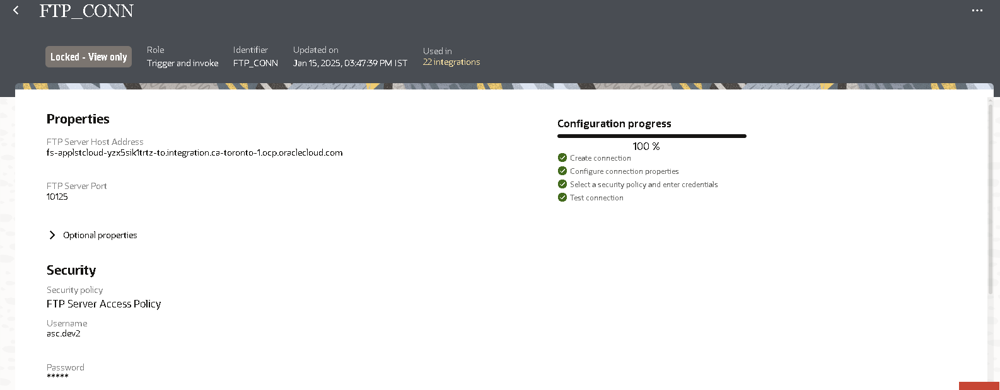 FTP_CONN
Locked - View only
Role
Trigger and invoke
Identifier
FTP_CONN
Updated on
Jan 15, 2025, 03:47:39 PM IST
Used in
22 integrations
Properties
FTP Server Host Address
fs-applstcloud-yzx5sik1trtz-to.integration.ca-toronto-1.ocp.oraclecloud.com
FTP Server Port
10125
Optional properties
Security
Security policy
FTP Server Access Policy
Username
asc.dev2
Password
*****
Configuration progress
100 %
Create connection
Configure connection properties
Select a security policy and enter credentials
Test connection